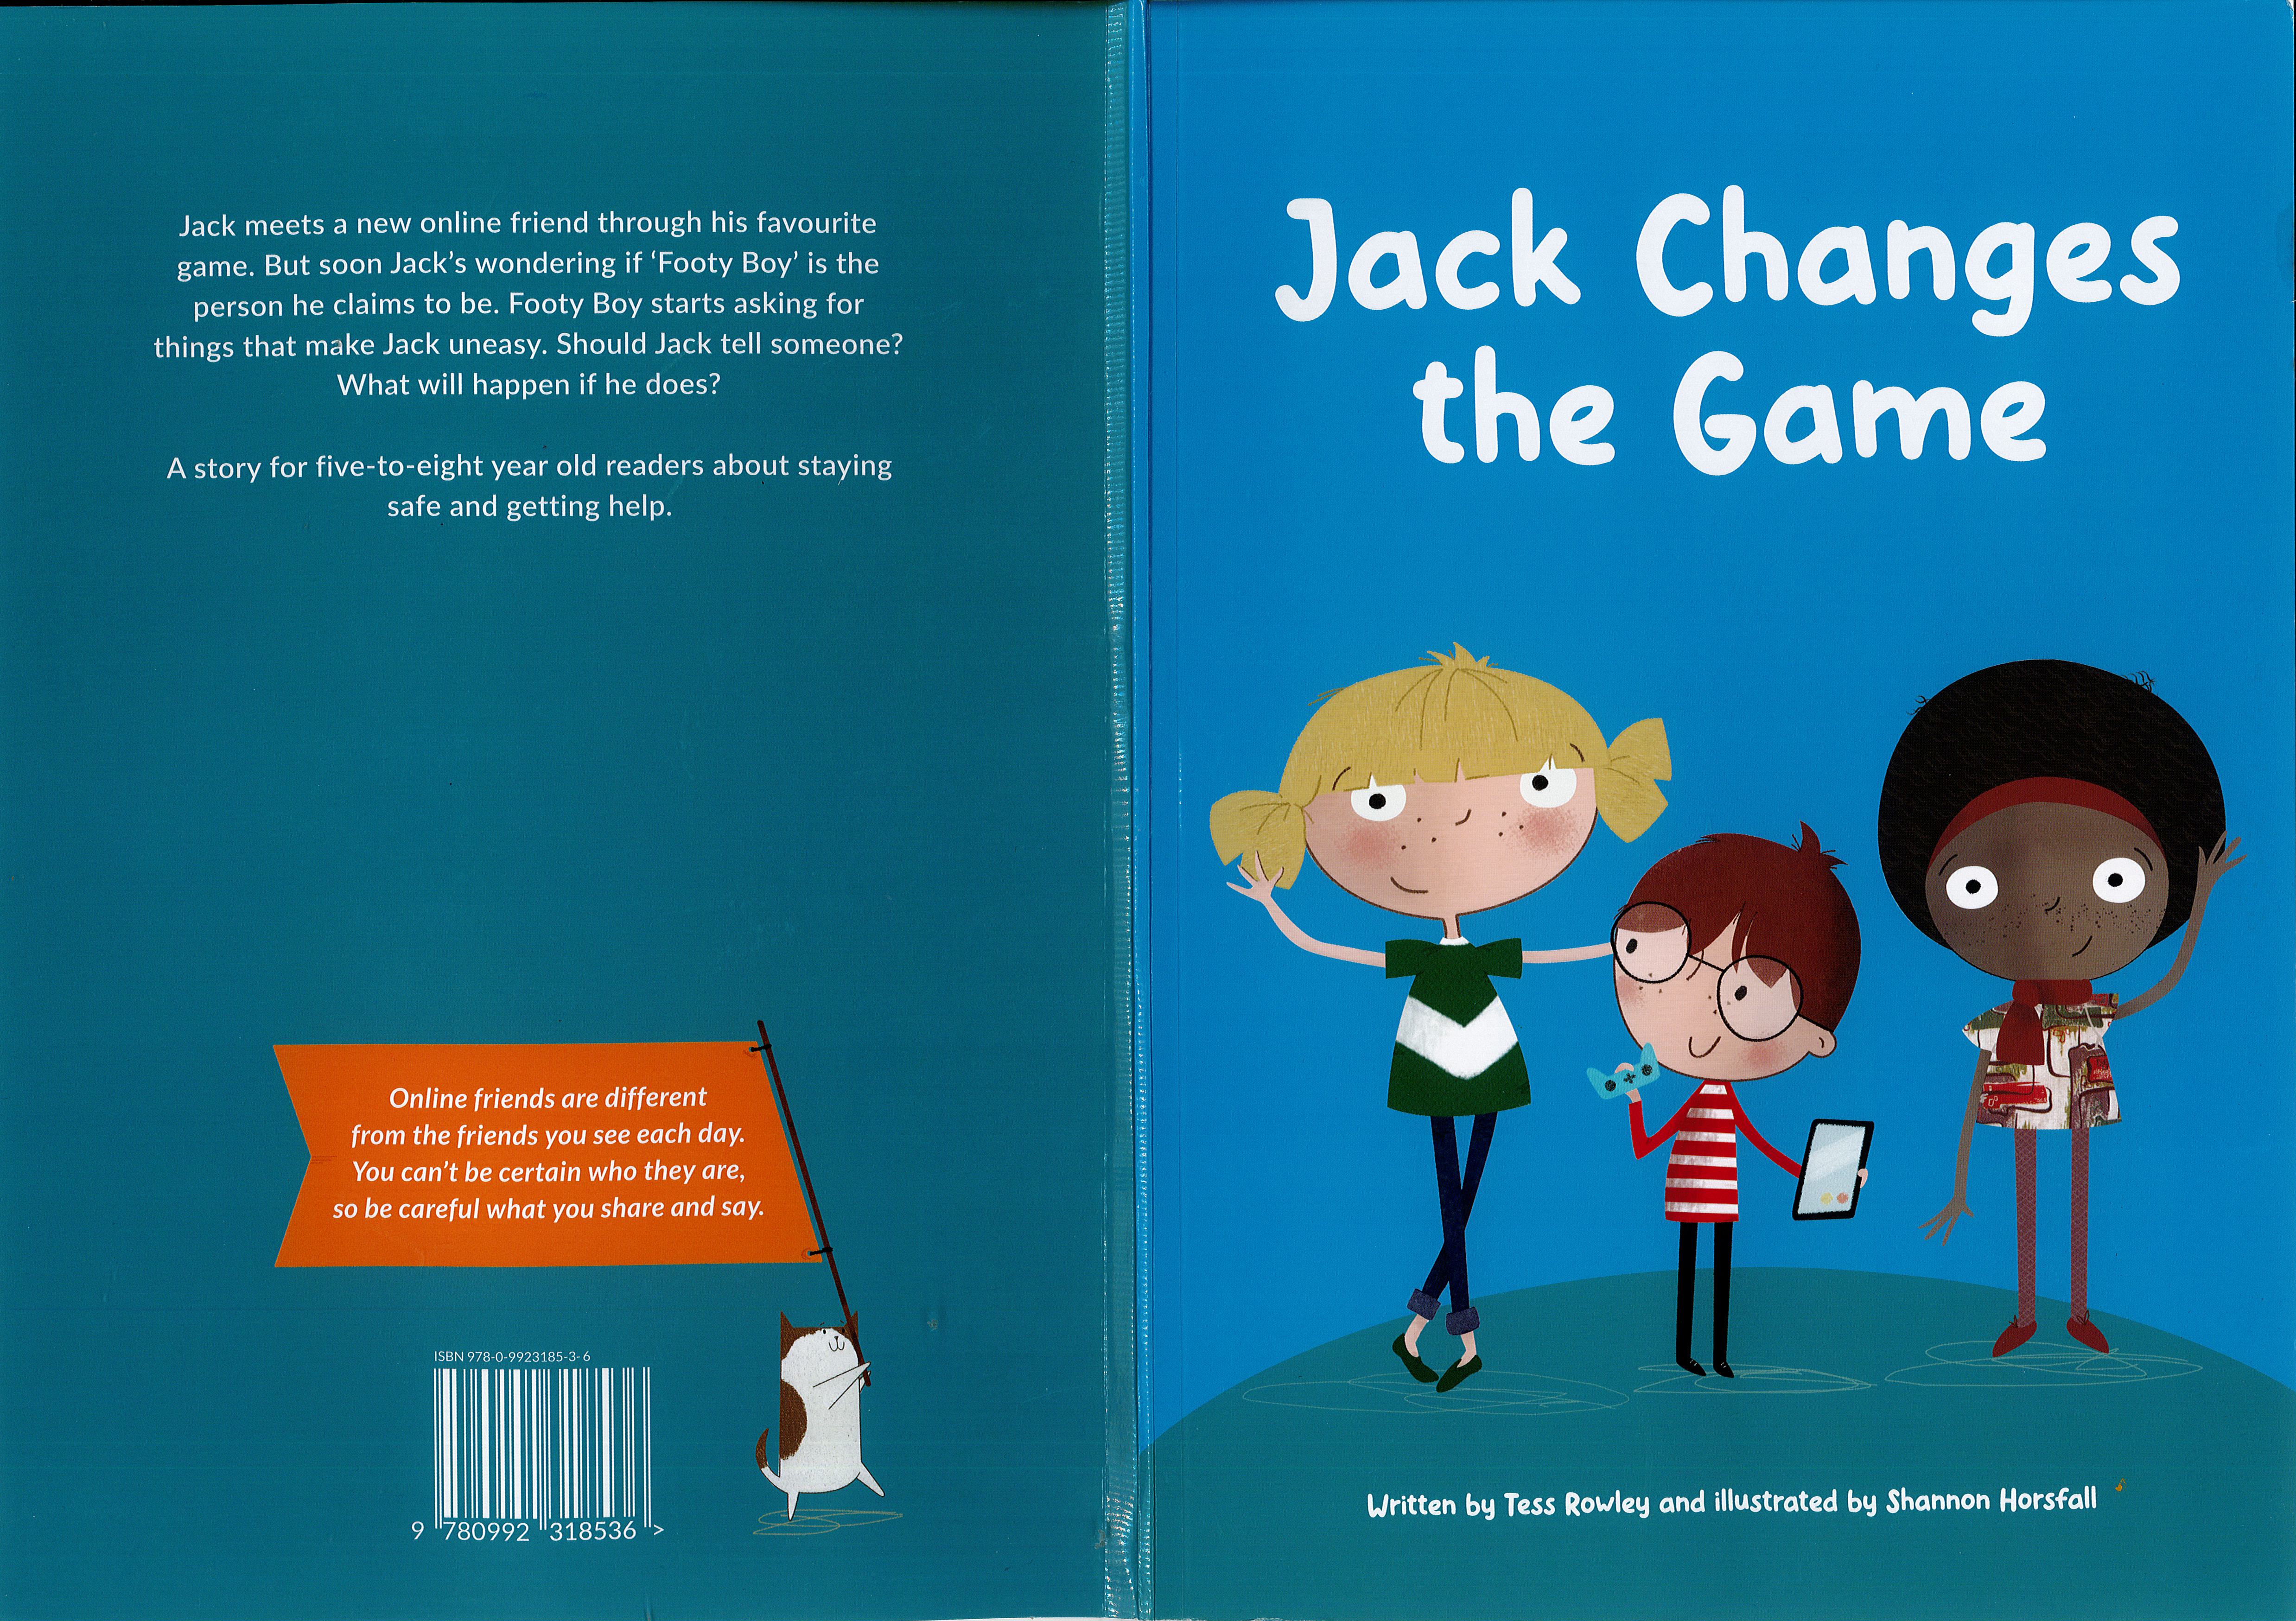 Jack meets a new online friend through his favourite
game. But soon Jack’s wondering if ‘Footy Boy’ is the
person he claims to be. Footy Boy starts asking for
things that make Jack uneasy. Should Jack tell someone?
What will happen if he does?
A story for five-to-eight year old readers about staying
safe and getting help.
Online friends are different
from the friends you see each day.
You can’t be certain who they are,
so be careful what you share and say.
ISBN 978-0-9923185-3-6
9 780992 318536 >
Jack Changes
the Game
Written by Tess Rowley and illustrated by Shannon Horsfall